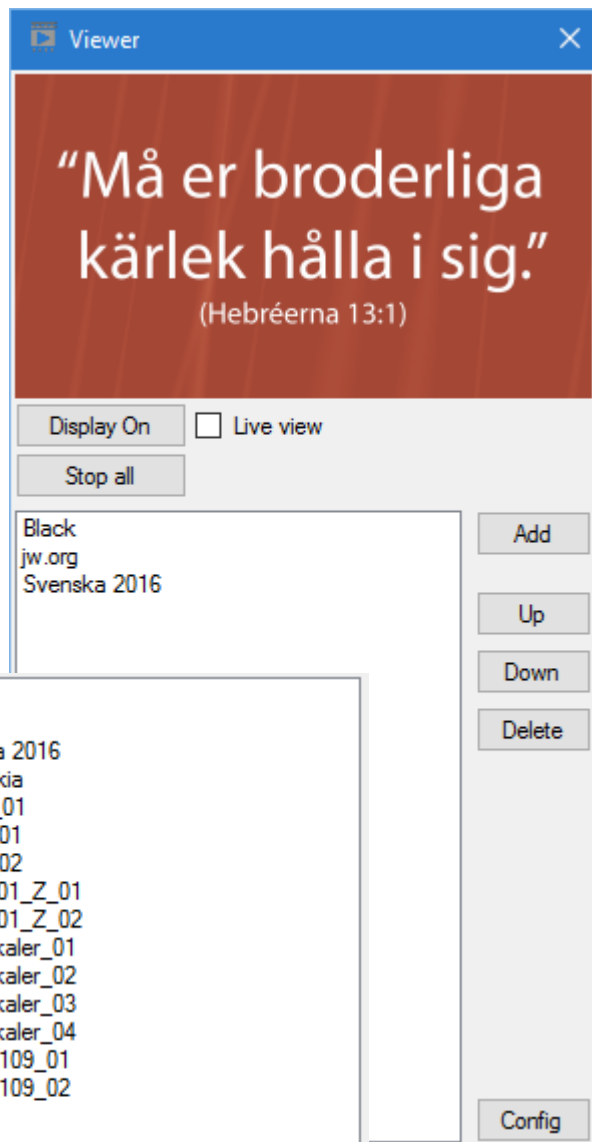 Viewer
“Må er broderliga
kärlek hålla i sig.”
(Hebréerna 13:1)
Display On
Live view
Stop all
Black
jw.org
Svenska 2016
Add
Up
Down
Delete
2016
_01
01
02
01_Z_01
01_Z_02
kaler_01
kaler_02
kaler_03
kaler_04
109_01
109_02
Config